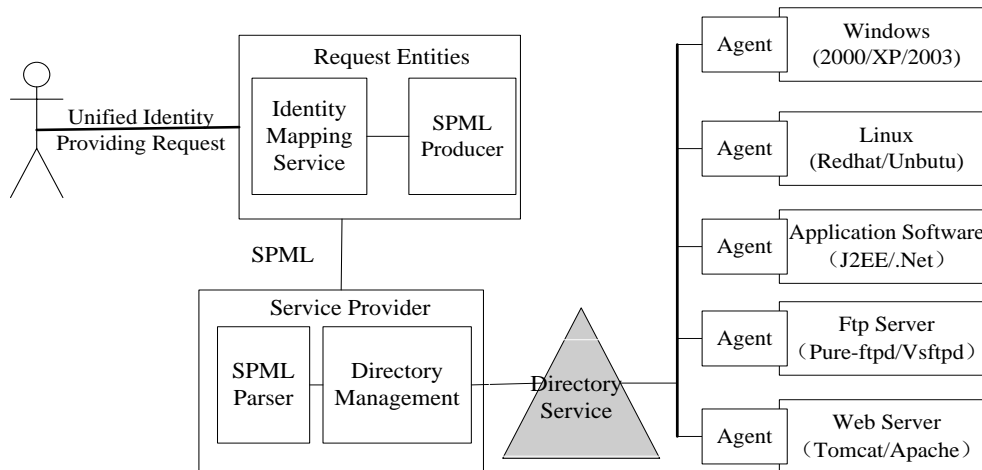 Unified Identity
Providing Request
Request Entities
Identity
Mapping
Service
SPML
Producer
SPML
Service Provider
SPML
Parser
Directory
Management
Directory
Service
Agent
Windows
(2000/XP/2003)
Agent
Linux
(Redhat/Unbutu)
Agent
Application Software
（J2EE/.Net）
Agent
Ftp Server
（Pure-ftpd/Vsftpd）
Agent
Web Server
(Tomcat/Apache）